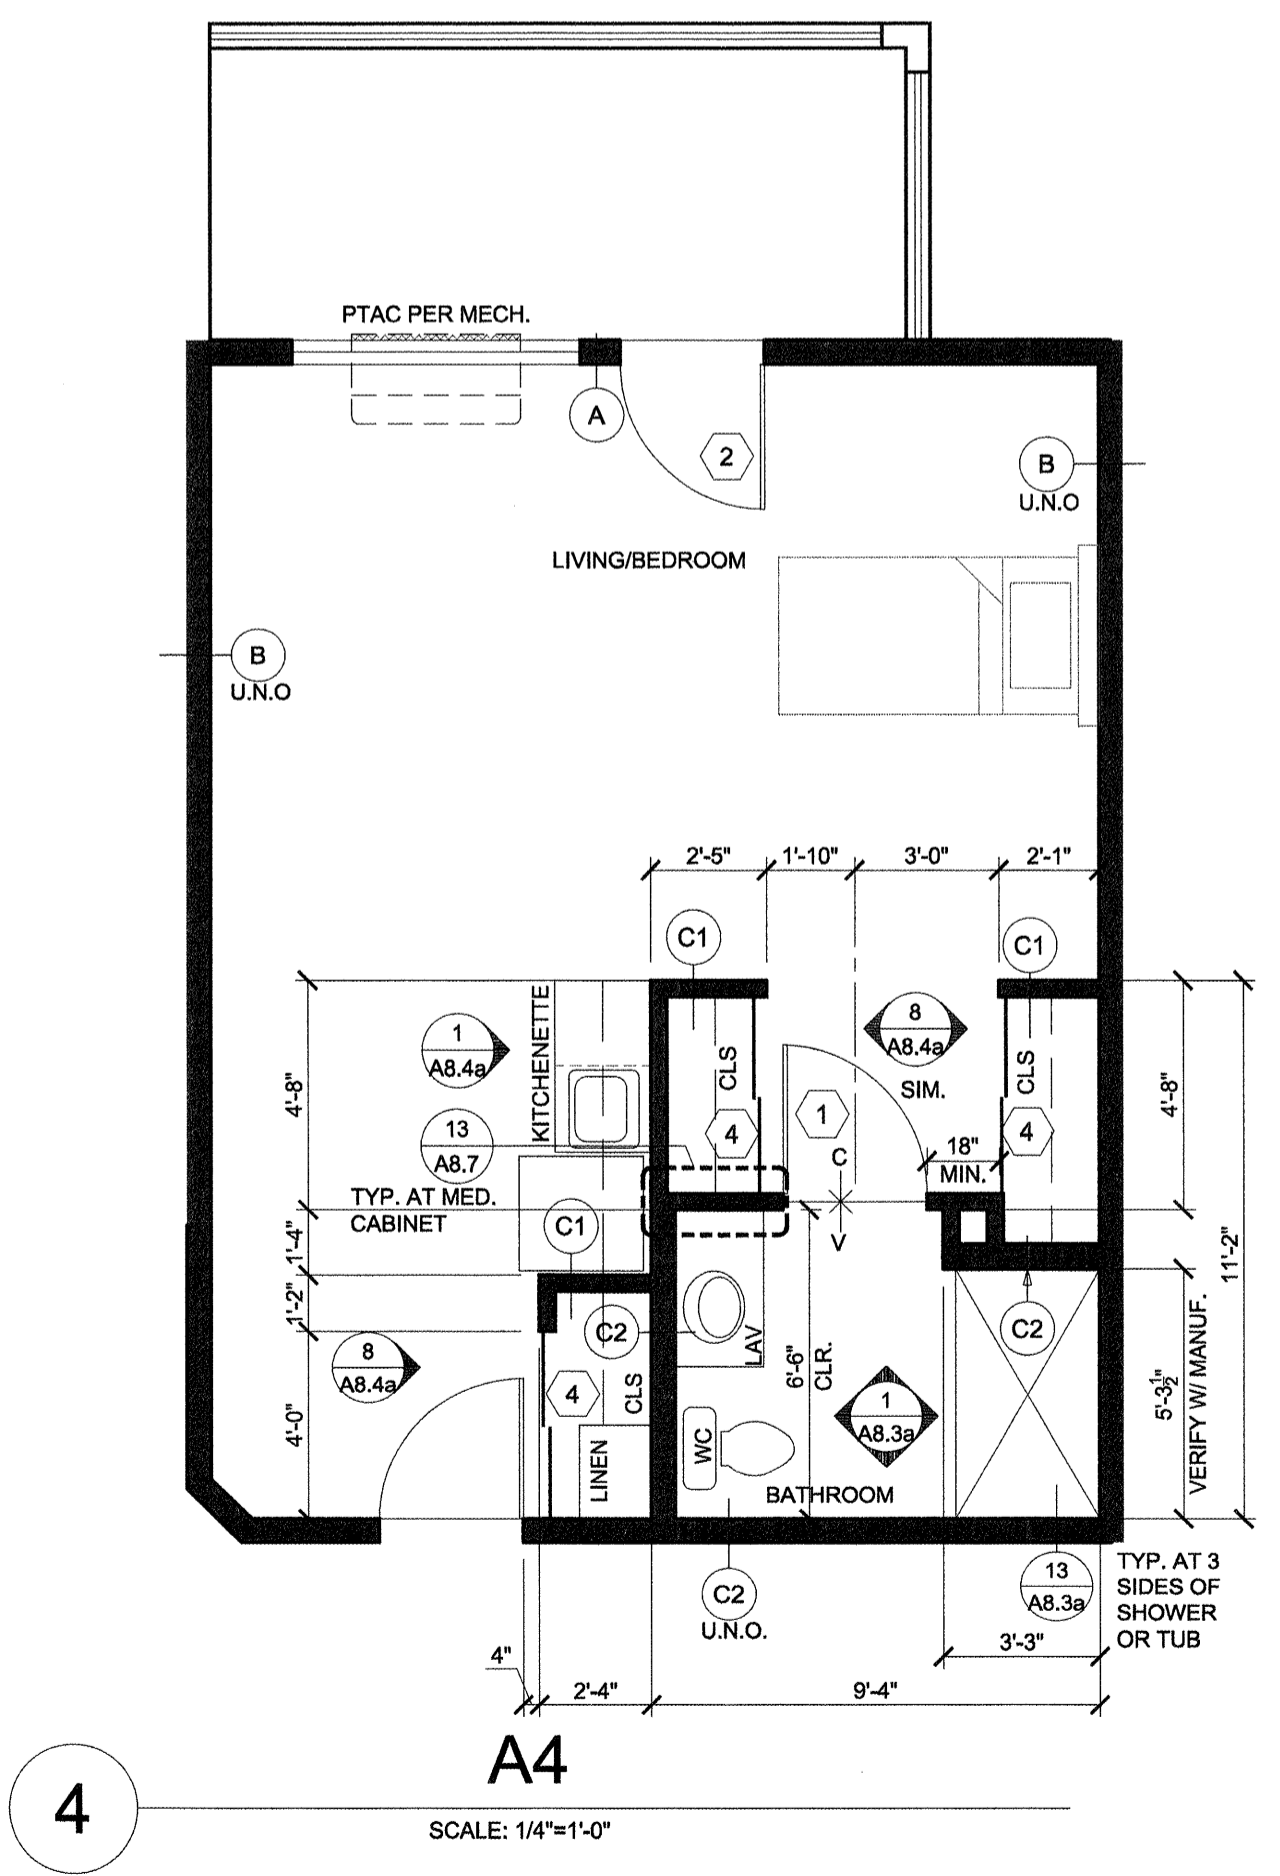 PTAC PER MECH.
A
2
B
U.N.O
LIVING/BEDROOM
B
U.N.O
2'-5"
1'-10"
3'-0"
2'-1"
C1
C1
KITCHENETTE
1
A8.4a
8
A8.4a
SIM.
CLS
CLS
4'-8"
4'-8"
13
A8.7
4
1
4
C
18"
MIN.
TYP. AT MED.
CABINET
C1
V
1'-4"
11'-2"
1'-2"
C2
LAV
C2
8
A8.4a
4
CLS
6'-6"
CLR.
1
A8.3a
5'-3½"
VERIFY W/ MANUF.
4'-0"
LINEN
WC
BATHROOM
C2
U.N.O.
13
A8.3a
TYP. AT 3
SIDES OF
SHOWER
OR TUB
3'-3"
4"
2'-4"
9'-4"
A4
4
SCALE: 1/4"=1'-0"